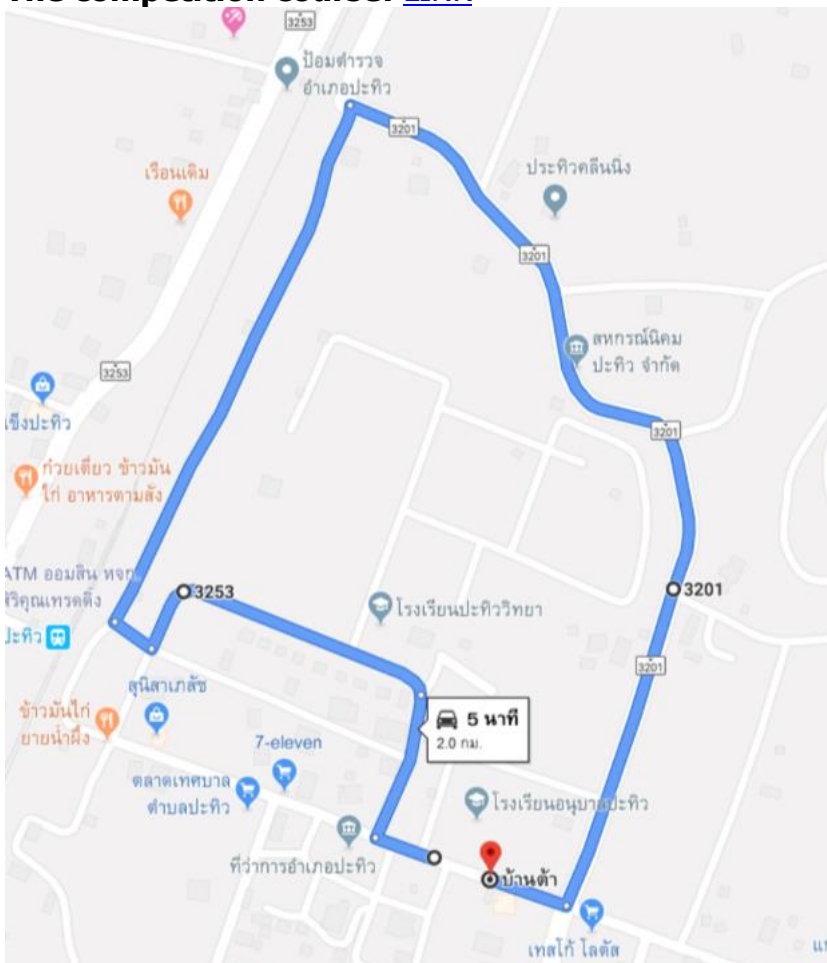 3253
ป้อมตำรวจ
อำเภอปะทิว
3201
เรือนเดิม
ประทิวคลีนนิ่ง
3201
สหกรณ์นิคม
ปะทิว จำกัด
3253
เข็งปะทิว
3201
ก๋วยเตี๋ยว ข้าวมัน
ไก่ อาหารตามสั่ง
ATM ออมสิน หจก.
สิริคุณเทรดดิ้ง
3253
3201
โรงเรียนปะทิววิทยา
ปะทิว
3201
สุนิสาเภสัช
ข้าวมันไก่
ยายน้ำผึ้ง
5 นาที
2.0 กม.
7-eleven
ตลาดเทศบาล
ตำบลปะทิว
โรงเรียนอนุบาลปะทิว
ที่ว่าการอำเภอปะทิว
บ้านต้า
เทสโก้ โลตัส